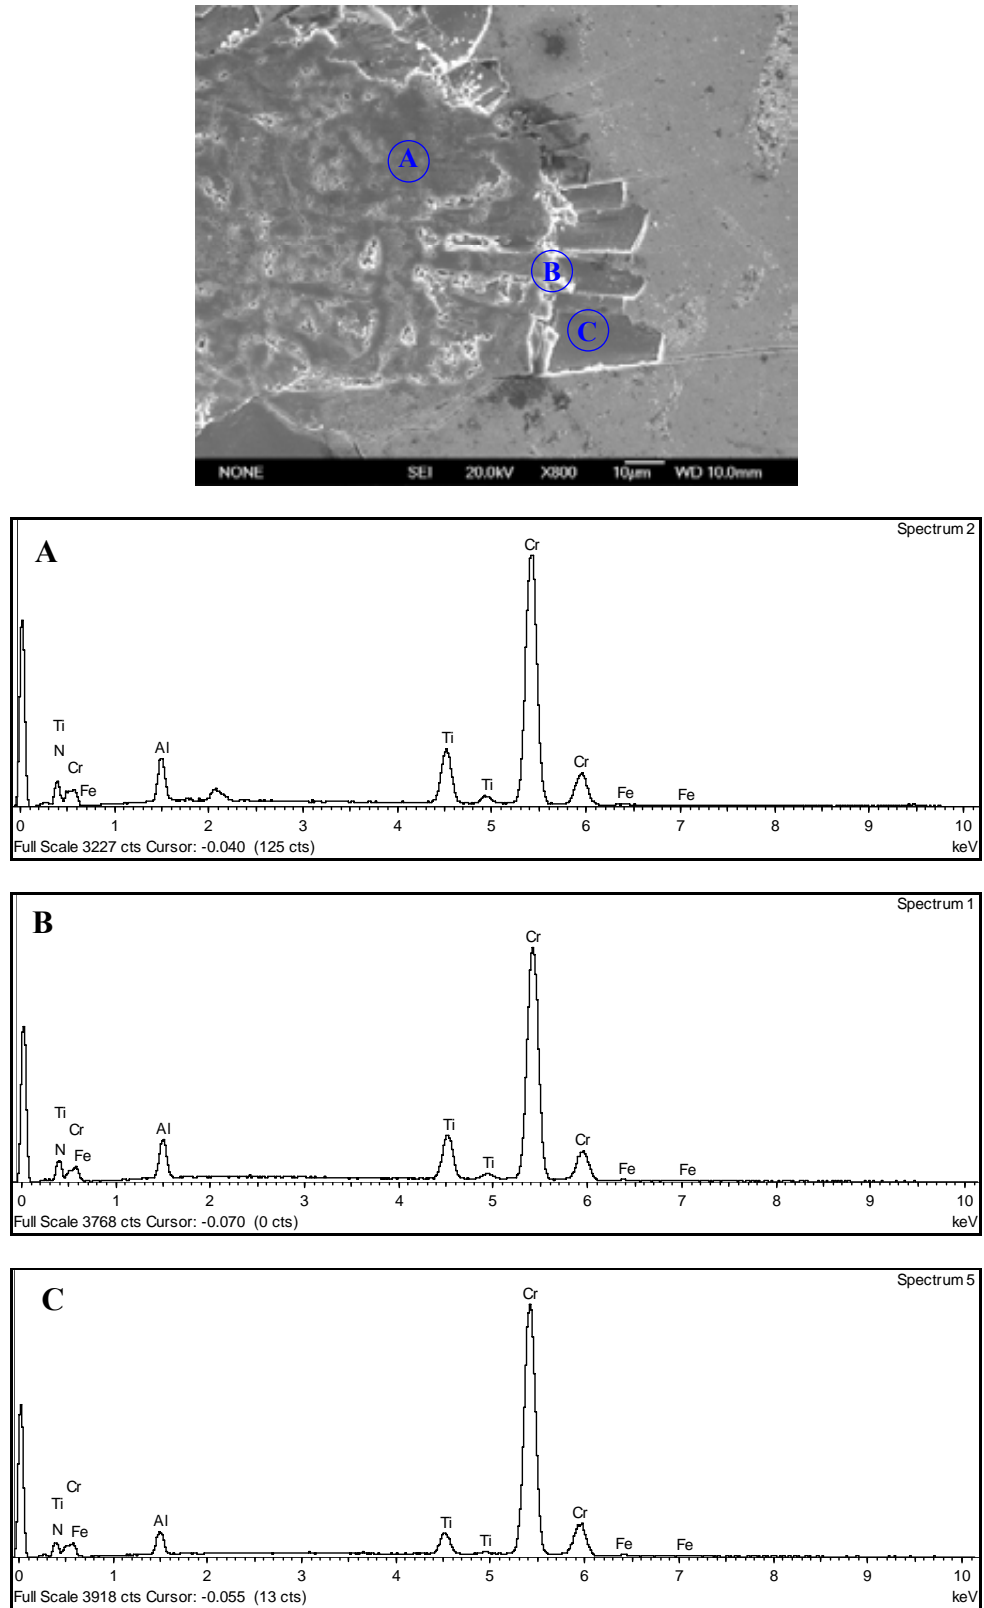 A
B
C
NONE SEI 20.0kV X800 10μm WD 10.0mm
Spectrum 2
A
Cr
Ti
N
Cr
Fe
Al
Ti
Ti
Cr
Fe
Fe
0 1 2 3 4 5 6 7 8 9 10
Full Scale 3227 cts Cursor: -0.040 (125 cts) keV
Spectrum 1
B
Cr
Ti
Cr
N
Fe
Al
Ti
Ti
Cr
Fe
Fe
0 1 2 3 4 5 6 7 8 9 10
Full Scale 3768 cts Cursor: -0.070 (0 cts) keV
Spectrum 5
C
Cr
Cr
Ti
N
Fe
Al
Ti
Ti
Cr
Fe
Fe
0 1 2 3 4 5 6 7 8 9 10
Full Scale 3918 cts Cursor: -0.055 (13 cts) keV